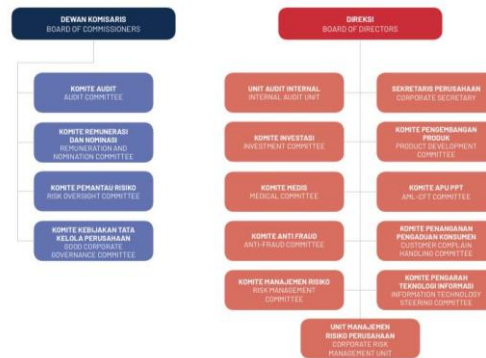 DEWAN KOMISARIS
BOARD OF COMMISSIONERS
KOMITE AUDIT
AUDIT COMMITTEE
KOMITE REMUNERASI
DAN NOMINASI
REMUNERATION AND
NOMINATION COMMITTEE
KOMITE PEMANTAU RISIKO
RISK OVERSIGHT COMMITTEE
KOMITE KEBIJAKAN TATA
KELOLA PERUSAHAAN
GOOD CORPORATE
GOVERNANCE COMMITTEE
DIREKSI
BOARD OF DIRECTORS
UNIT AUDIT INTERNAL
INTERNAL AUDIT UNIT
SEKRETARIS PERUSAHAAN
CORPORATE SECRETARY
KOMITE INVESTASI
INVESTMENT COMMITTEE
KOMITE PENGEMBANGAN
PRODUK
PRODUCT DEVELOPMENT
COMMITTEE
KOMITE MEDIS
MEDICAL COMMITTEE
KOMITE APU PPT
AML-CFT COMMITTEE
KOMITE ANTI FRAUD
ANTI-FRAUD COMMITTEE
KOMITE PENANGANAN
PENGADUAN KONSUMEN
CUSTOMER COMPLAIN
HANDLING COMMITTEE
KOMITE MANAJEMEN RISIKO
RISK MANAGEMENT
COMMITTEE
KOMITE PENGARAH
TEKNOLOGI INFORMASI
INFORMATION TECHNOLOGY
STEERING COMMITTEE
UNIT MANAJEMEN
RISIKO PERUSAHAAN
CORPORATE RISK
MANAGEMENT UNIT